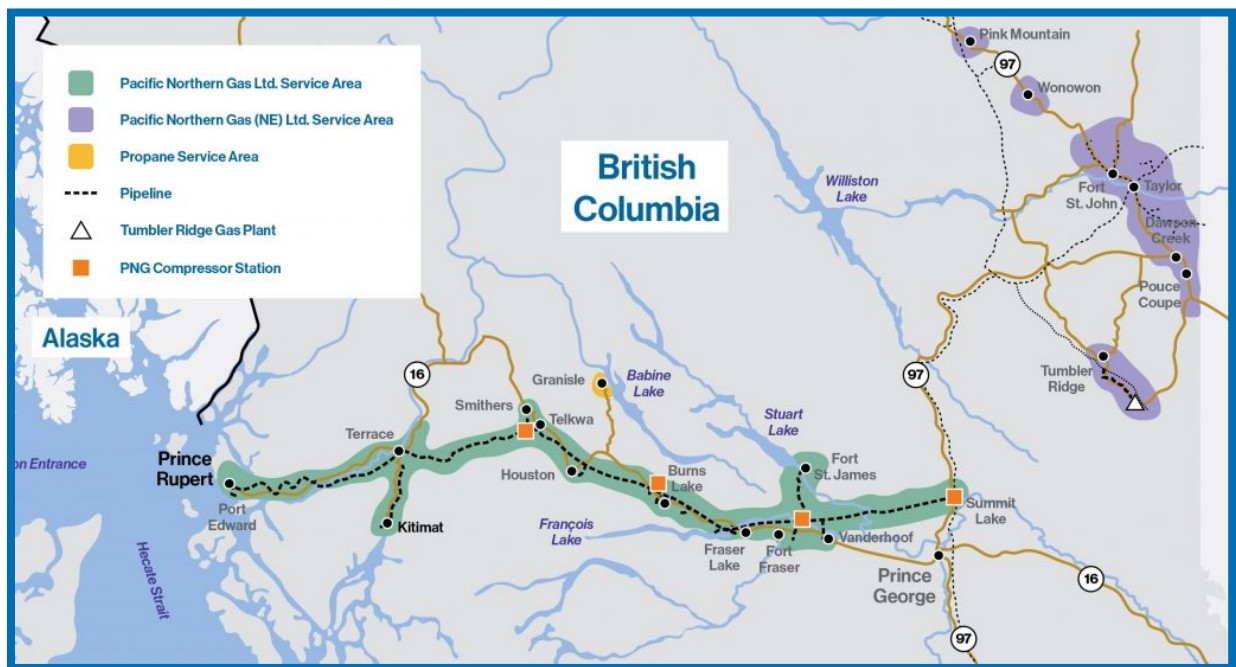 Pacific Northern Gas Ltd. Service Area
Pacific Northern Gas (NE) Ltd. Service Area
Propane Service Area
Pipeline
Tumbler Ridge Gas Plant
PNG Compressor Station
British
Columbia
Alaska
Pink Mountain
97
Wonowon
Williston
Lake
Fort
St. John
Taylor
Dawson
Creek
Pouce
Coupe
Tumbler
Ridge
16
97
Granisle
Babine
Lake
Smithers
Telkwa
Stuart
Lake
Terrace
Prince
Rupert
on Entrance
Port
Edward
Kitimat
Houston
Burns
Lake
Fort
St. James
Summit
Lake
François
Lake
Fraser
Lake
Fort
Fraser
Vanderhoof
Prince
George
Hecate Strait
16
97